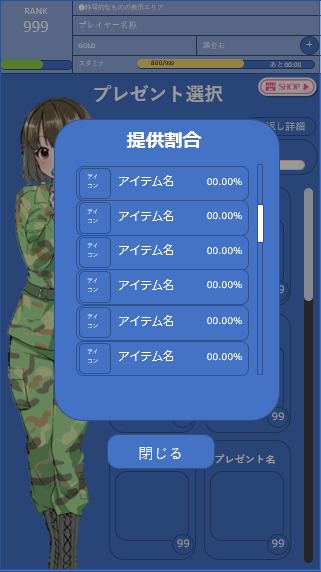 RANK
999
●称号的なものの表示エリア
プレイヤー名称
GOLD
課金石
+
スタミナ
800/999
あと00:00
プレゼント選択
SHOP
返し詳細
提供割合
アイコン
アイテム名
00.00%
アイコン
アイテム名
00.00%
アイコン
アイテム名
00.00%
アイコン
アイテム名
00.00%
アイコン
アイテム名
00.00%
アイコン
アイテム名
00.00%
99
99
閉じる
プレゼント名
99
99